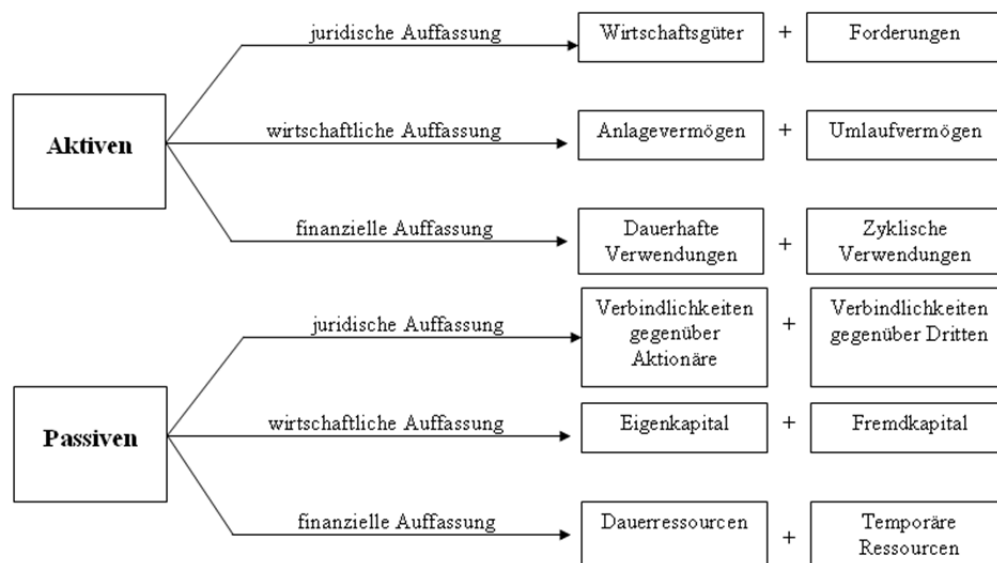 juridische Auffassung
Wirtschaftsgüter + Forderungen
Aktiven
wirtschaftliche Auffassung
Anlagevermögen + Umlaufvermögen
finanzielle Auffassung
Dauerhafte
Verwendungen
+
Zyklische
Verwendungen
juridische Auffassung
Verbindlichkeiten
gegenüber
Aktionäre
+
Verbindlichkeiten
gegenüber Dritten
Passiven
wirtschaftliche Auffassung
Eigenkapital + Fremdkapital
finanzielle Auffassung
Dauerressourcen
+
Temporäre
Ressourcen